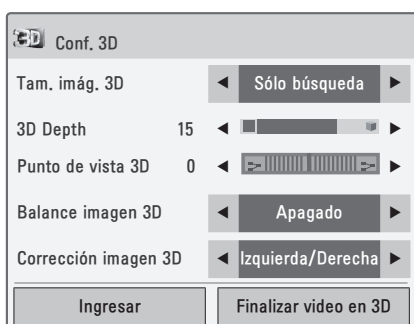 3D Conf. 3D
Tam. imág. 3D Sólo búsqueda
3D Depth 15
Punto de vista 3D 0
Balance imagen 3D Apagado
Corrección imagen 3D Izquierda/Derecha
Ingresar Finalizar video en 3D